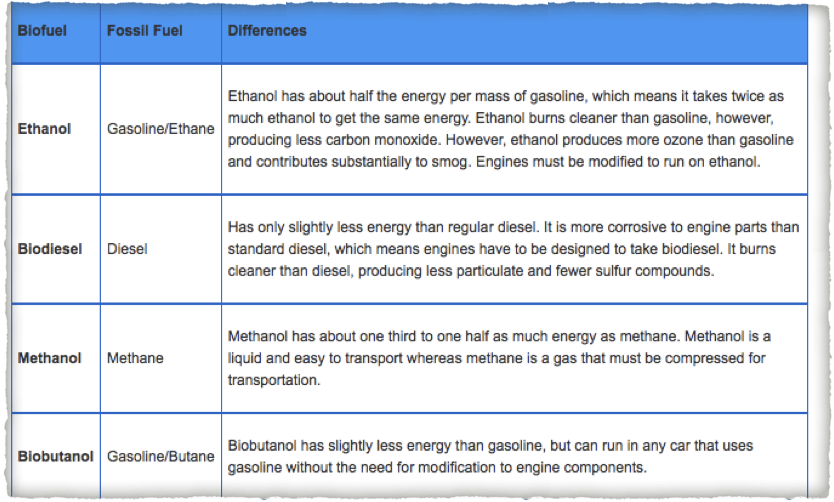 Biofuel Fossil Fuel Differences
Ethanol Gasoline/Ethane
Ethanol has about half the energy per mass of gasoline, which means it takes twice as
much ethanol to get the same energy. Ethanol burns cleaner than gasoline, however,
producing less carbon monoxide. However, ethanol produces more ozone than gasoline
and contributes substantially to smog. Engines must be modified to run on ethanol.
Biodiesel Diesel
Has only slightly less energy than regular diesel. It is more corrosive to engine parts than
standard diesel, which means engines have to be designed to take biodiesel. It burns
cleaner than diesel, producing less particulate and fewer sulfur compounds.
Methanol Methane
Methanol has about one third to one half as much energy as methane. Methanol is a
liquid and easy to transport whereas methane is a gas that must be compressed for
transportation.
Biobutanol Gasoline/Butane
Biobutanol has slightly less energy than gasoline, but can run in any car that uses
gasoline without the need for modification to engine components.